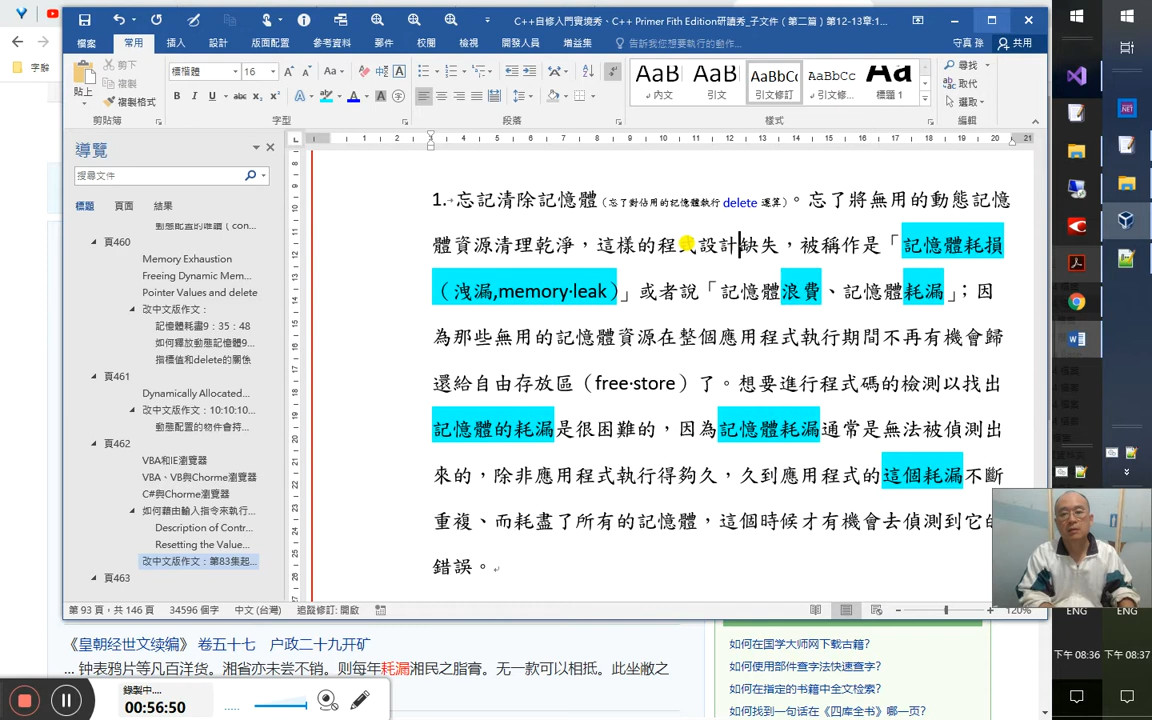 C++自修入門實境秀、C++ Primer Fith Edition研讀秀_子文件（第二篇）12-13章:1...
檔案 常用 插入 設計 版面配置 參考資料 郵件 校閱 檢視 開發人員 增益集 告訴我您想要執行的動作... 守真 孫 共用
字齡
貼上 剪下 複製 複製格式
標楷體 16
AaBb AaBb AaBbCc AaBbCc AaBb
內文 引文 引文修訂 引文修... 標題 1
尋找 取代 選取
剪貼簿 字型 段落 樣式 編輯
導覽
搜尋文件
標題 頁面 結果
動態配置的唯讀（con...
頁460
Memory Exhaustion
Freeing Dynamic Mem...
Pointer Values and delete
改中文版作文：
記憶體耗盡9：35：48
如何釋放動態記憶體9...
指標值和delete的關係
頁461
Dynamically Allocated...
改中文版作文：10:10:10...
動態配置的物件會持...
頁462
VBA和IE瀏覽器
VBA、VB與Chorme瀏覽器
C#與Chorme瀏覽器
如何藉由輸入指令來執行...
Description of Contr...
Resetting the Value...
改中文版作文：第83集起...
頁463
1. 忘記清除記憶體（忘了對佔用的記憶體執行 delete 運算）。忘了將無用的動態記憶
體資源清理乾淨，這樣的程式設計缺失，被稱作是「記憶體耗損
（洩漏,memory·leak）」或者說「記憶體浪費、記憶體耗漏」；因
為那些無用的記憶體資源在整個應用程式執行期間不再有機會歸
還給自由存放區（free·store）了。想要進行程式碼的檢測以找出
記憶體的耗漏是很困難的，因為記憶體耗漏通常是無法被偵測出
來的，除非應用程式執行得夠久，久到應用程式的這個耗漏不斷
重複、而耗盡了所有的記憶體，這個時候才有機會去偵測到它的
錯誤。
第 93 頁，共 146 頁 34596 個字 中文 (台灣) 追蹤修訂: 開啟 120%
《皇朝经世文续编》 卷五十七 户政二十九开矿
... 钟表鸦片等凡百洋货。湘省亦未尝不销。则每年耗漏湘民之脂膏。无一款可以相抵。此坐敝之
如何在国学大师网下载古籍?
如何使用部件查字法快速查字?
如何在指定的书籍中全文检索?
如何找到一句话在《四库全书》哪一页?
錄製中....
00:56:50
ENG ENG
下午 08:36 下午 08:37